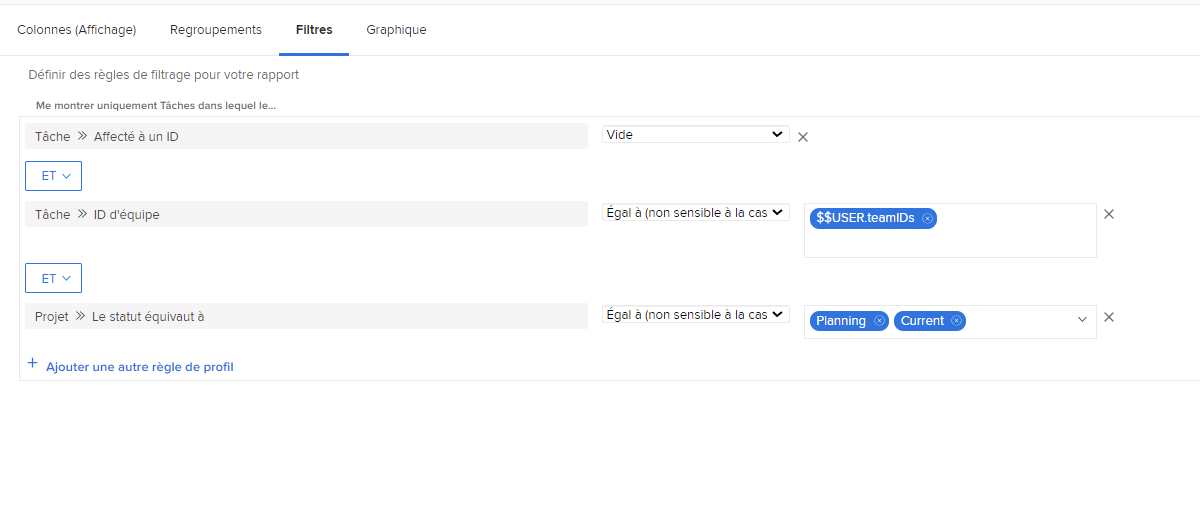 Colonnes (Affichage) Regroupements Filtres Graphique
Définir des règles de filtrage pour votre rapport
Me montrer uniquement Tâches dans lequel le...
Tâche » Affecté à un ID Vide
ET
Tâche » ID d'équipe Égal à (non sensible à la cas $$USER.teamIDs
ET
Projet » Le statut équivaut à Égal à (non sensible à la cas Planning Current
+ Ajouter une autre règle de profil